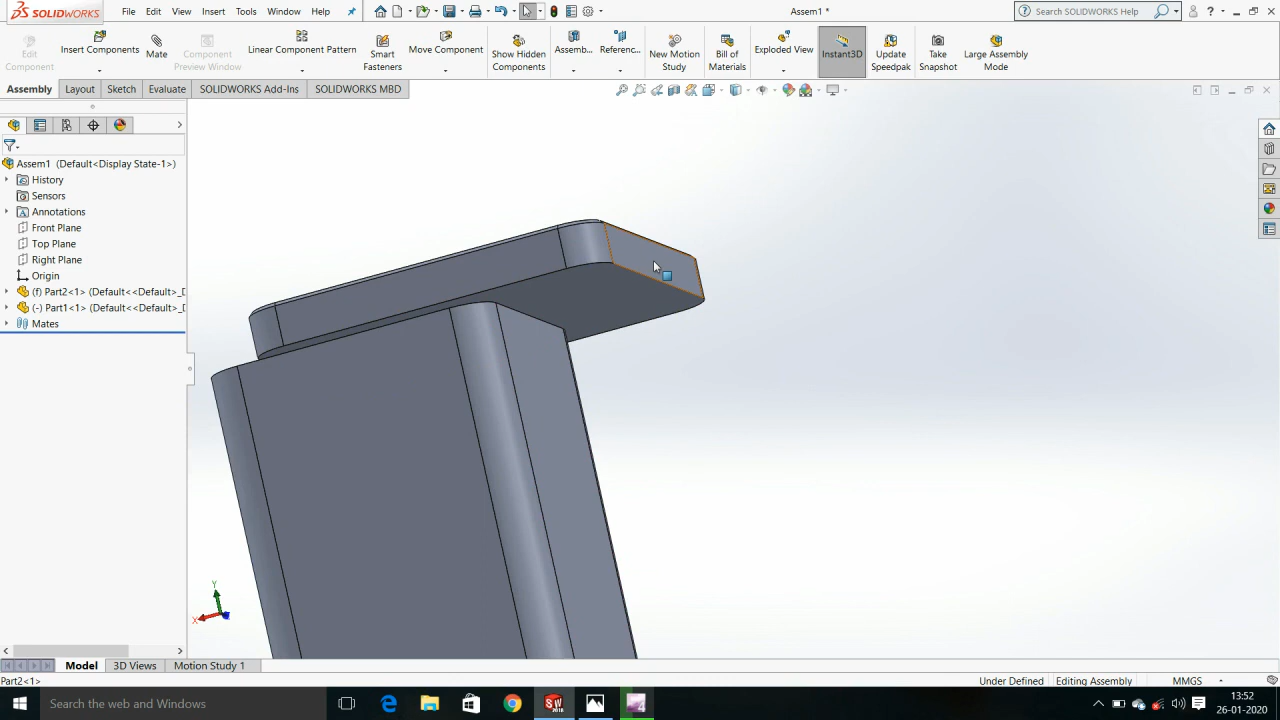 SOLIDWORKS
File Edit View Insert Tools Window Help
Assem1 *
Search SOLIDWORKS Help
Edit Component
Insert Components
Mate
Component Preview Window
Linear Component Pattern
Smart Fasteners
Move Component
Show Hidden Components
Assemb...
Referenc...
New Motion Study
Bill of Materials
Exploded View
Instant3D
Update Speedpak
Take Snapshot
Large Assembly Mode
Assembly Layout Sketch Evaluate SOLIDWORKS Add-Ins SOLIDWORKS MBD
Assem1 (Default<Display State-1>)
History
Sensors
Annotations
Front Plane
Top Plane
Right Plane
Origin
(f) Part2<1> (Default<<Default>_D
(-) Part1<1> (Default<<Default>_D
Mates
Y
X
Model 3D Views Motion Study 1
Part2<1>
Under Defined Editing Assembly MMGS
Search the web and Windows
SW
2018
13:52
26-01-2020